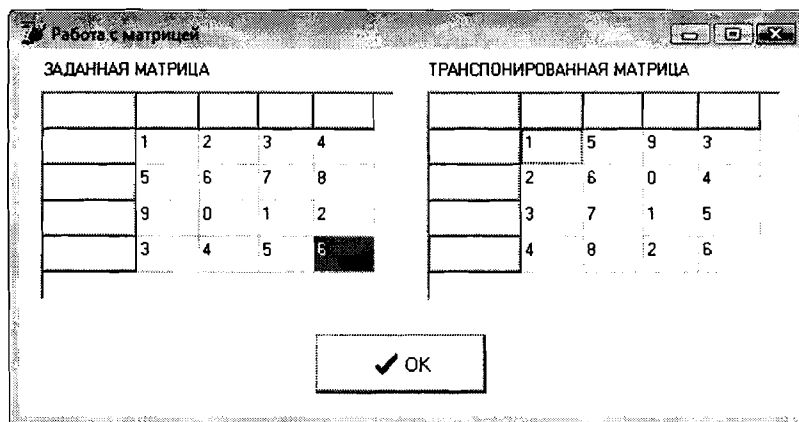 Работа с матрицей
ЗАДАННАЯ МАТРИЦА
1 2 3 4
5 6 7 8
9 0 1 2
3 4 5 6
ТРАНСПОНИРОВАННАЯ МАТРИЦА
1 5 9 3
2 6 0 4
3 7 1 5
4 8 2 6
OK